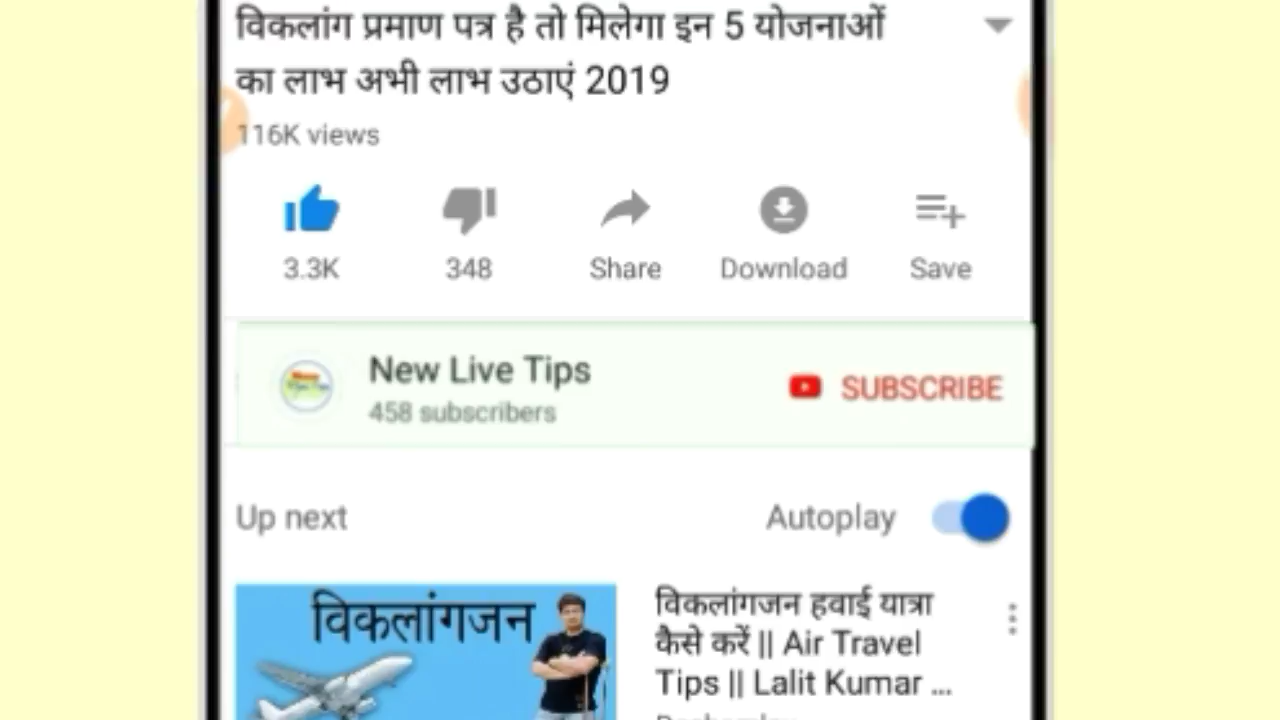 विकलांग प्रमाण पत्र है तो मिलेगा इन 5 योजनाओं
का लाभ अभी लाभ उठाएं 2019
116K views
3.3K
348
Share
Download
Save
New Live Tips
458 subscribers
SUBSCRIBE
Up next
Autoplay
विकलांगजन
विकलांगजन हवाई यात्रा
कैसे करें || Air Travel
Tips || Lalit Kumar ...